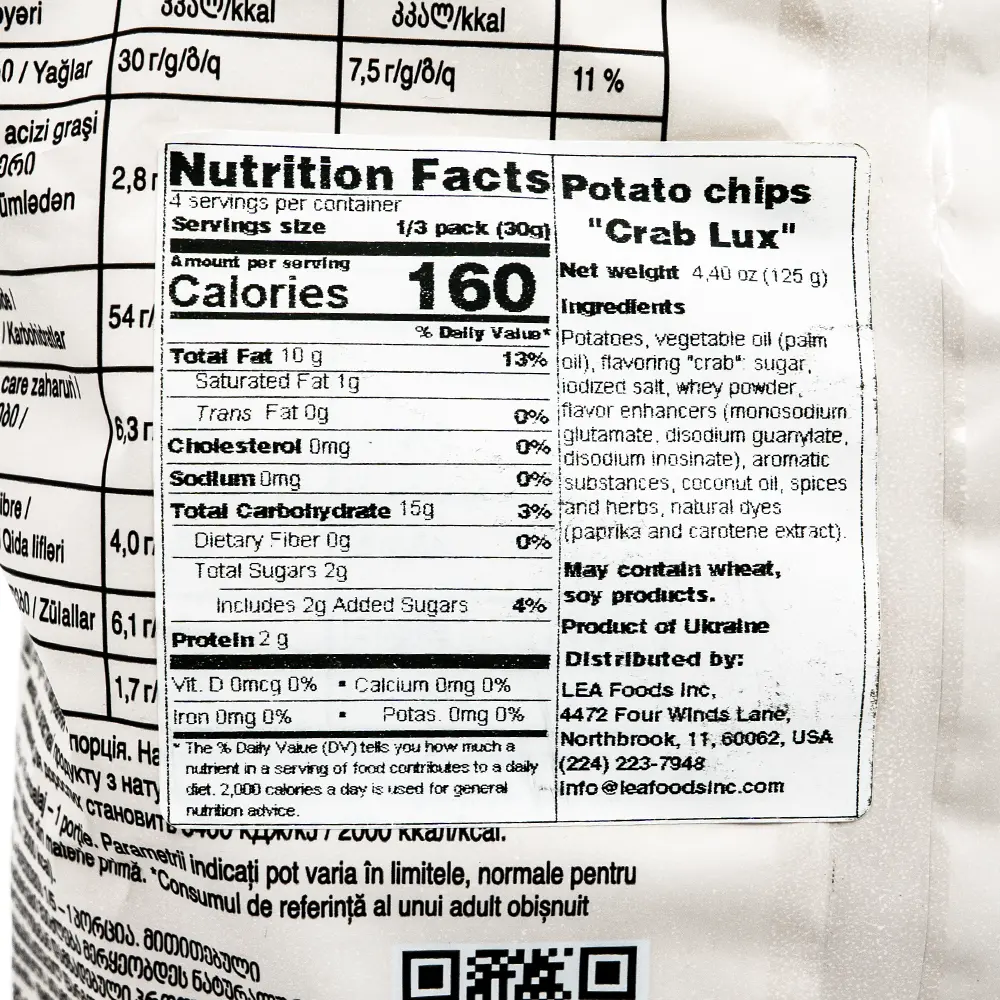 yəri
ккал/kkal
ккал/kkal
/ Yağlar 30 г/g/გ/q 7,5 г/g/გ/q 11 %
acizi grași
2,8
54 г/
/ Karbohidratlar
care zaharuri
6,3 г
Qida lifləri 4,0
/ Zülallar 6,1 г/
1,7 г/
Nutrition Facts
4 servings per container
Servings size 1/3 pack (30g)
Amount per serving
Calories 160
% Daily Value*
Total Fat 10 g 13%
Saturated Fat 1g
Trans Fat 0g 0%
Cholesterol 0mg 0%
Sodium 0mg 0%
Total Carbohydrate 15g 3%
Dietary Fiber 0g 0%
Total Sugars 2g
Includes 2g Added Sugars 4%
Protein 2 g
Vit. D 0mcg 0% ▪ Calcium 0mg 0%
Iron 0mg 0% ▪ Potas. 0mg 0%
* The % Daily Value (DV) tells you how much a
nutrient in a serving of food contributes to a daily
diet. 2,000 calories a day is used for general
nutrition advice.
Potato chips
"Crab Lux"
Net weight 4,40 oz (125 g)
Ingredients
Potatoes, vegetable oil (palm
oil), flavoring "crab": sugar,
iodized salt, whey powder,
flavor enhancers (monosodium
glutamate, disodium guanylate,
disodium inosinate), aromatic
substances, coconut oil, spices
and herbs, natural dyes
(paprika and carotene extract).
May contain wheat,
soy products.
Product of Ukraine
Distributed by:
LEA Foods Inc,
4472 Four Winds Lane,
Northbrook, 11, 60062, USA
(224) 223-7948
info@leafoodsinc.com
порція. На
з нату
становить 8400 кДж/kJ / 2000 ккал/kcal.
1 porție. Parametrii indicați pot varia în limitele, normale pentru
materie primă. *Consumul de referință al unui adult obișnuit